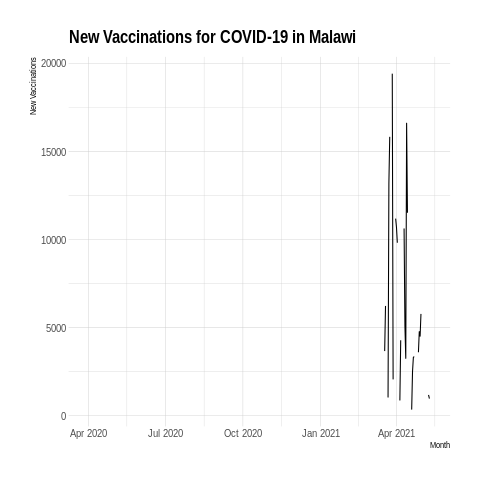 New Vaccinations for COVID-19 in Malawi
New Vaccinations
20000
15000
10000
5000
0
Apr 2020 Jul 2020 Oct 2020 Jan 2021 Apr 2021
Month